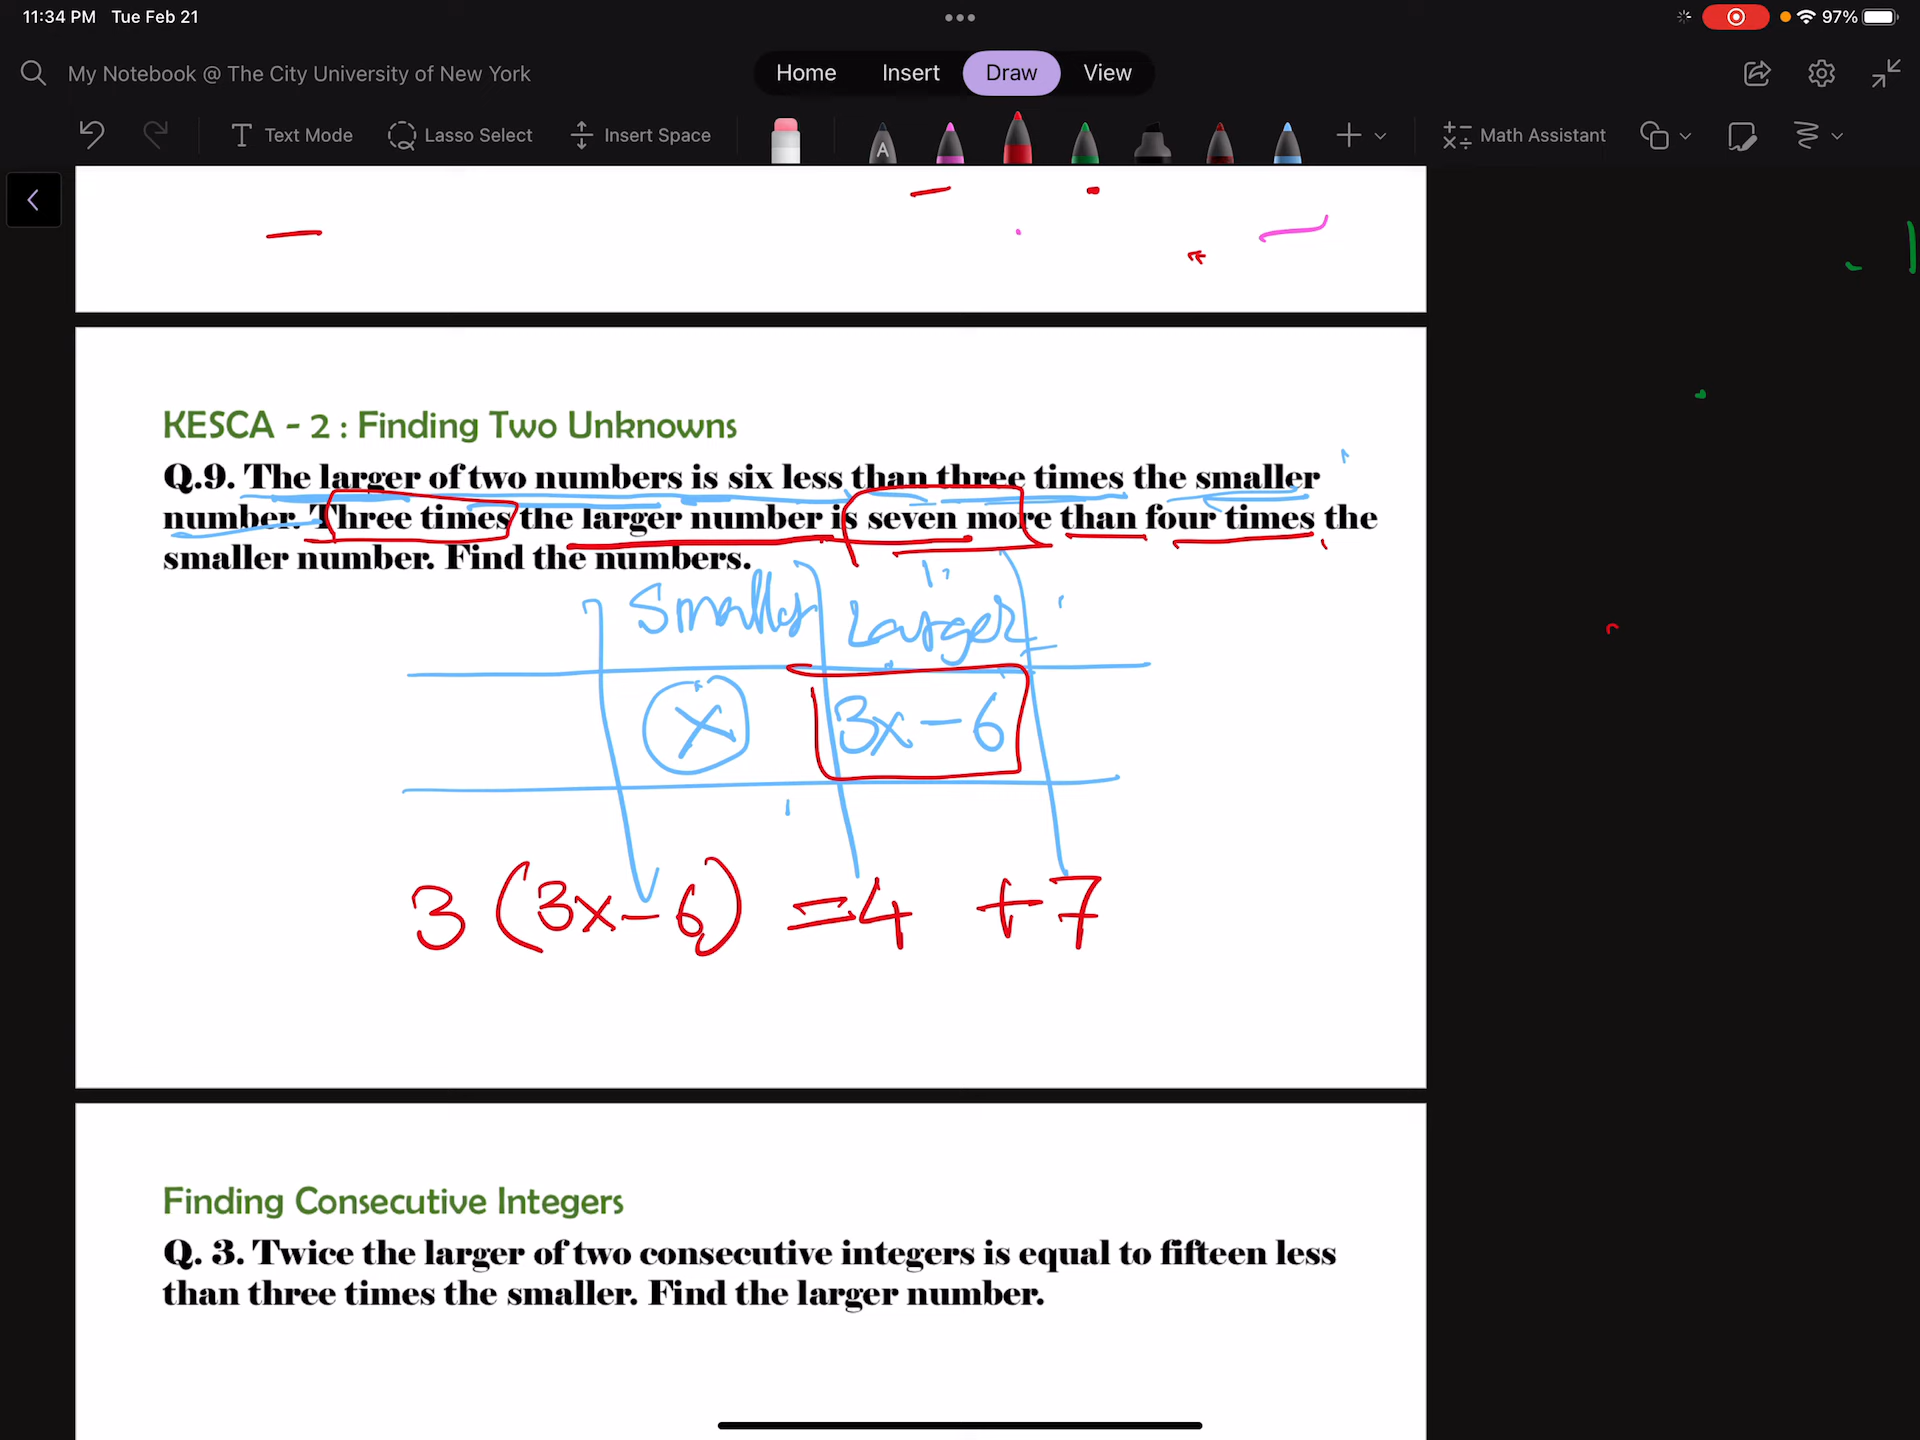 11:34 PM Tue Feb 21
97%
My Notebook @ The City University of New York
Home Insert Draw View
Text Mode Lasso Select Insert Space
A
Math Assistant
KESCA - 2 : Finding Two Unknowns
Q.9. The larger of two numbers is six less than three times the smaller
number. Three times the larger number is seven more than four times the
smaller number. Find the numbers.
Smaller Larger
x 3x-6
3 (3x-6) =4 +7
Finding Consecutive Integers
Q. 3. Twice the larger of two consecutive integers is equal to fifteen less
than three times the smaller. Find the larger number.